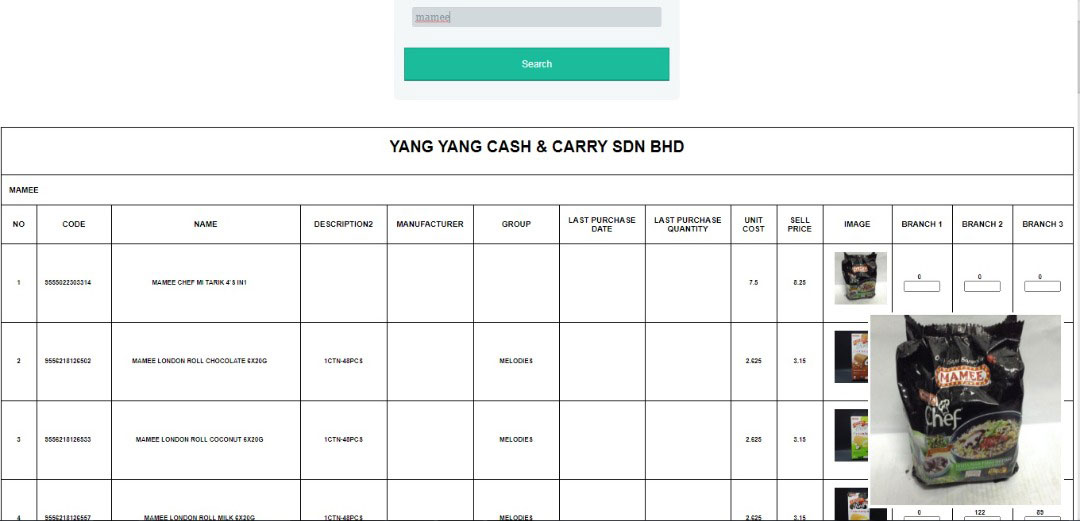 mamee
Search
YANG YANG CASH & CARRY SDN BHD
MAMEE
NO CODE NAME DESCRIPTION2 MANUFACTURER GROUP LAST PURCHASE DATE LAST PURCHASE QUANTITY UNIT COST SELL PRICE IMAGE BRANCH 1 BRANCH 2 BRANCH 3
1 9555022303314 MAMEE CHEF MI TARIK 4'S IN1 7.5 8.25 0 0 0
2 9556218126502 MAMEE LONDON ROLL CHOCOLATE 6X20G 1CTN-48PCS MELODIES 2.625 3.15
MAMEE
Chef
3 9556218126533 MAMEE LONDON ROLL COCONUT 6X20G 1CTN-48PCS MELODIES 2.625 3.15
4 9556218126557 MAMEE LONDON ROLL MILK 6X20G 1CTN-48PCS MELODIES 2.625 3.15 0 122 89